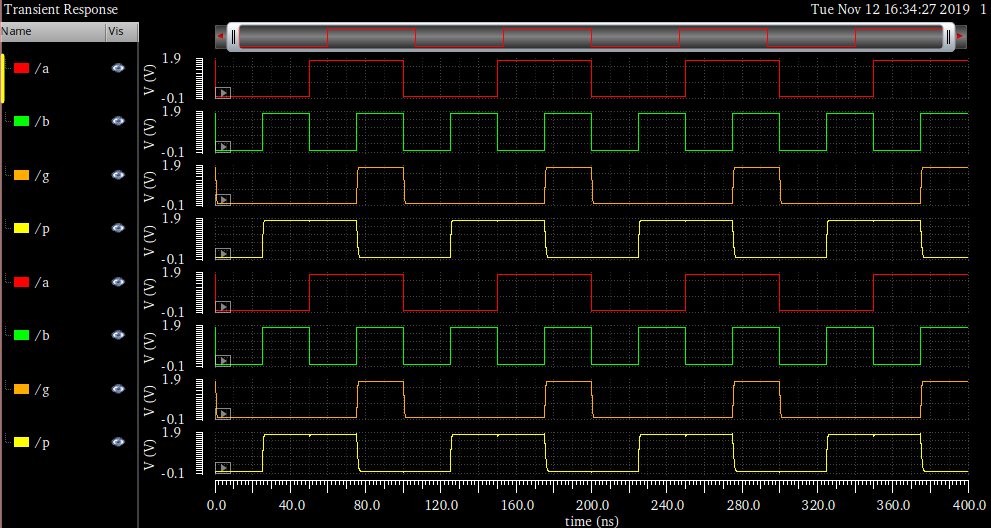 Transient Response Tue Nov 12 16:34:27 2019 1
Name Vis
/a V (V) 1.9 -0.1
/b V (V) 1.9 -0.1
/g V (V) 1.9 -0.1
/p V (V) 1.9 -0.1
/a V (V) 1.9 -0.1
/b V (V) 1.9 -0.1
/g V (V) 1.9 -0.1
/p V (V) 1.9 -0.1
0.0 40.0 80.0 120.0 160.0 200.0 240.0 280.0 320.0 360.0 400.0
time (ns)